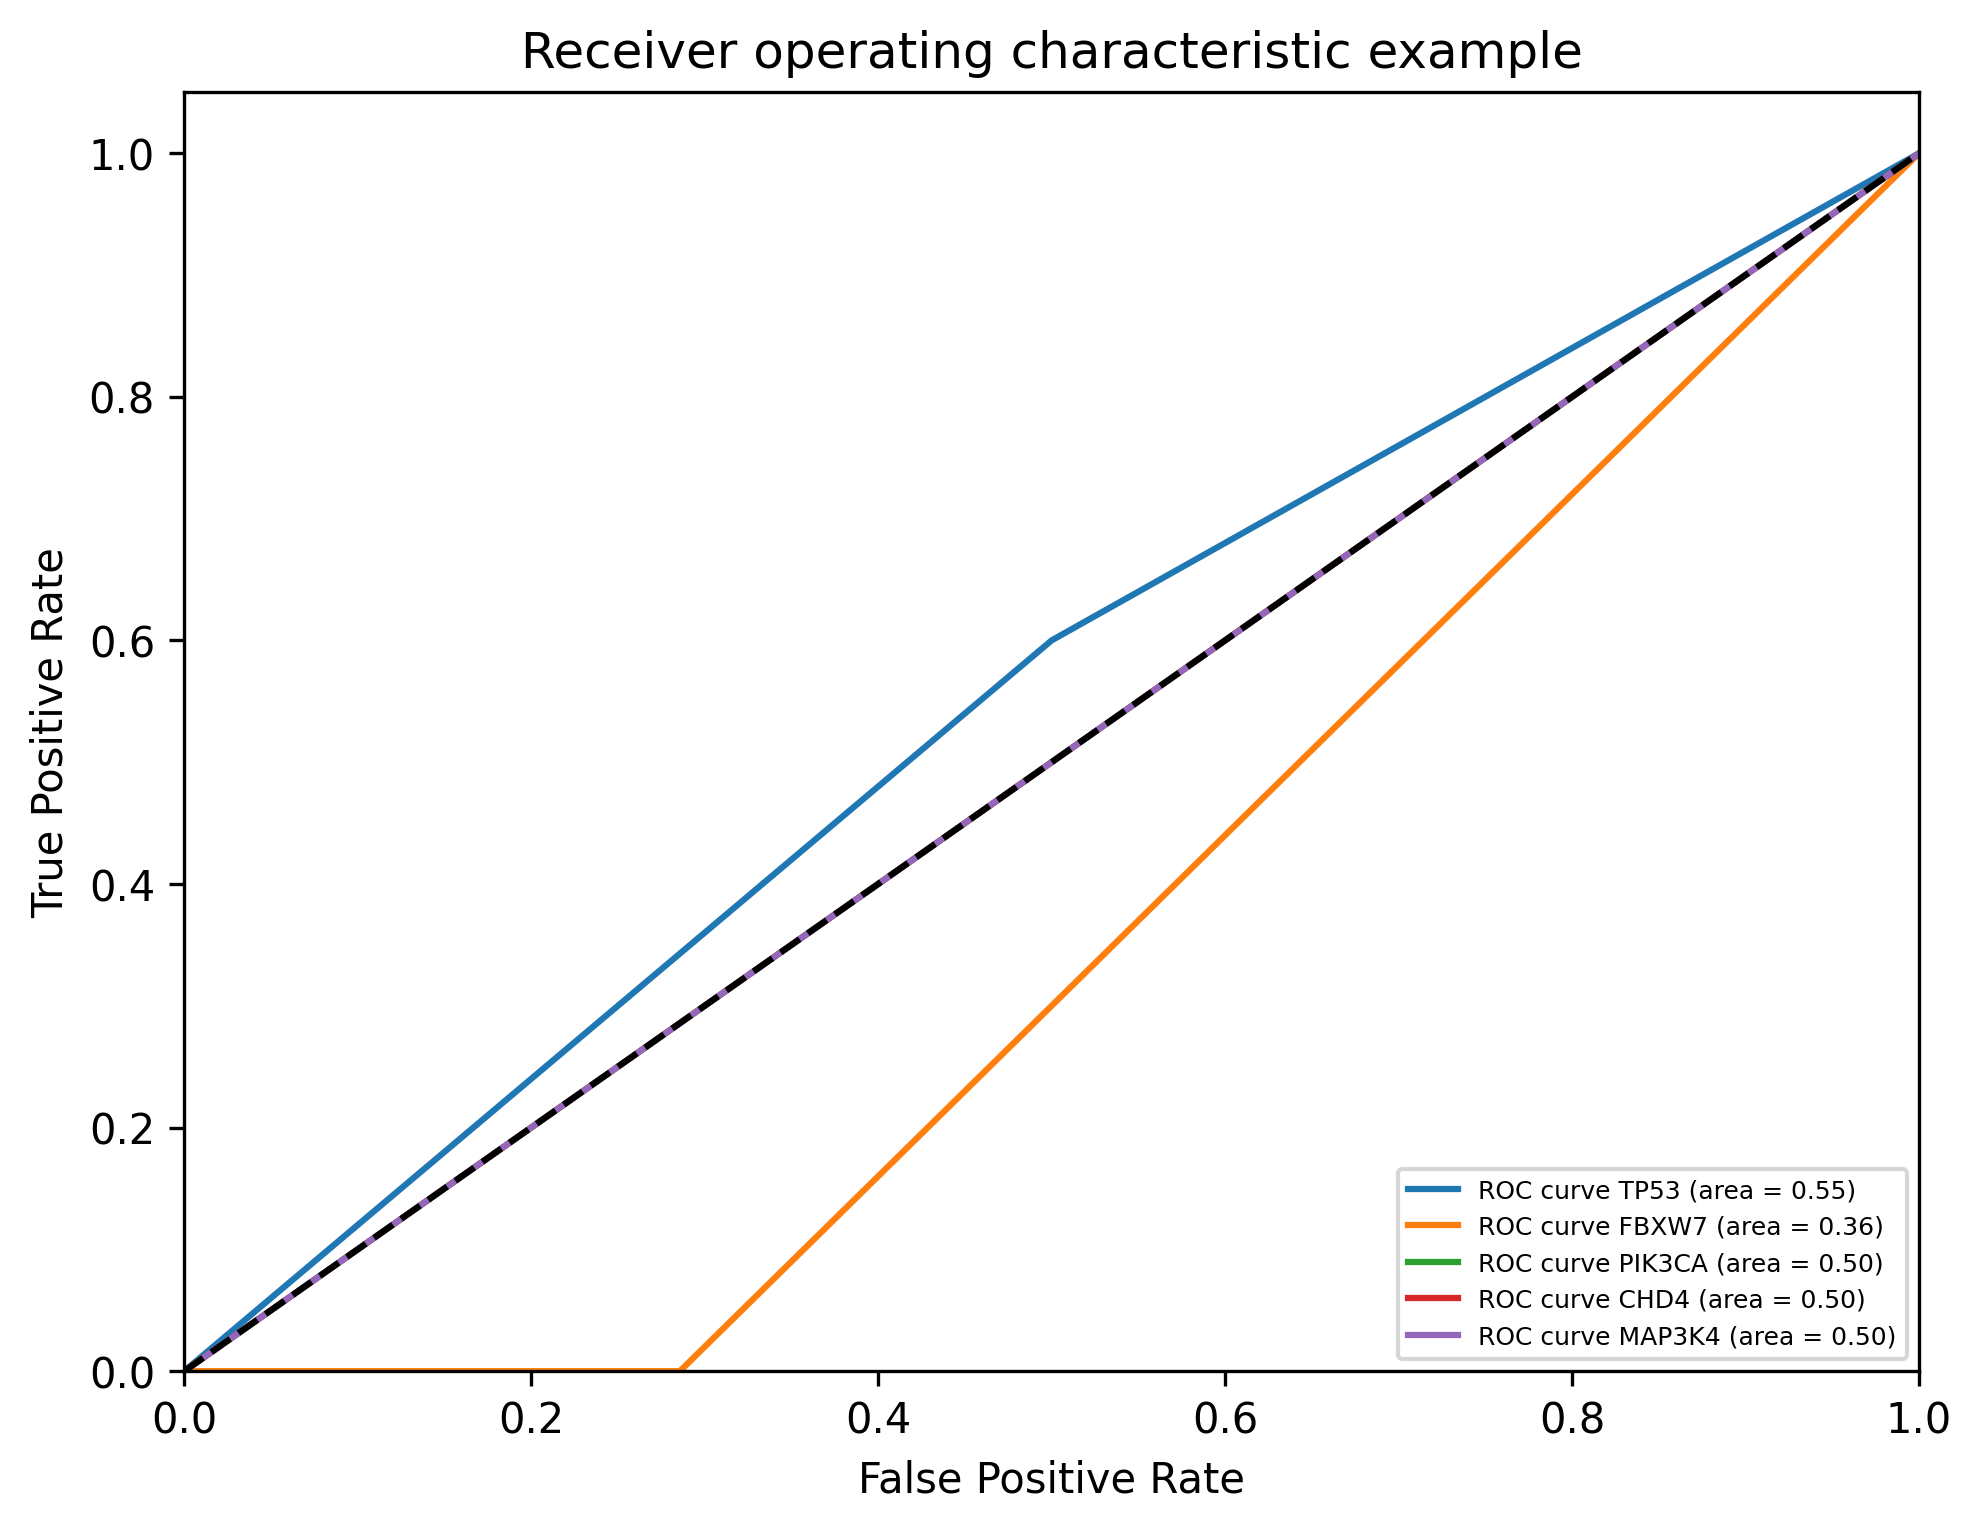 Receiver operating characteristic example
True Positive Rate
1.0
0.8
0.6
0.4
0.2
0.0
0.0 0.2 0.4 0.6 0.8 1.0
False Positive Rate
ROC curve TP53 (area = 0.55)
ROC curve FBXW7 (area = 0.36)
ROC curve PIK3CA (area = 0.50)
ROC curve CHD4 (area = 0.50)
ROC curve MAP3K4 (area = 0.50)